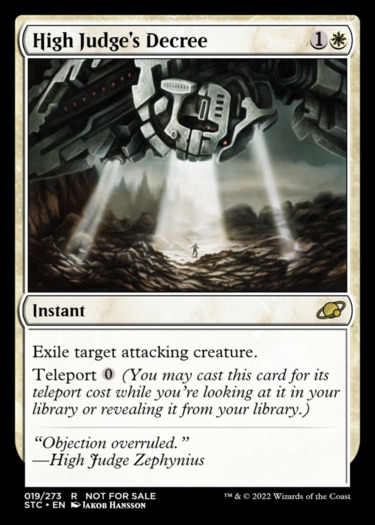 High Judge's Decree 1
Instant
Exile target attacking creature.
Teleport 0 (You may cast this card for its
teleport cost while you're looking at it in your
library or revealing it from your library.)
“Objection overruled.”
—High Judge Zephynius
019/273 R NOT FOR SALE
STC • EN Jakob Hansson
™ & © 2022 Wizards of the Coast